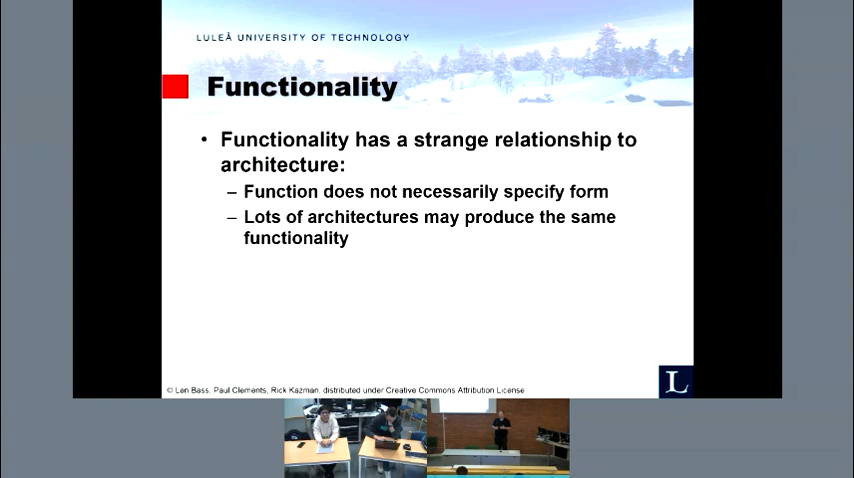 LULEÅ UNIVERSITY OF TECHNOLOGY
Functionality
• Functionality has a strange relationship to
architecture:
– Function does not necessarily specify form
– Lots of architectures may produce the same
functionality
© Len Bass, Paul Clements, Rick Kazman, distributed under Creative Commons Attribution License
L